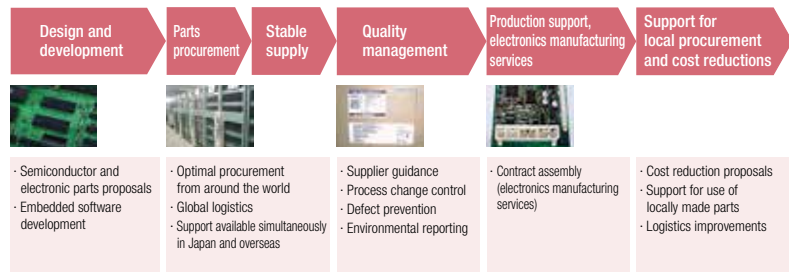 Design and
development
Parts
procurement
Stable
supply
Quality
management
Production support,
electronics manufacturing
services
Support for
local procurement
and cost reductions
· Semiconductor and
electronic parts proposals
· Embedded software
development
· Optimal procurement
from around the world
· Global logistics
· Support available simultaneously
in Japan and overseas
· Supplier guidance
· Process change control
· Defect prevention
· Environmental reporting
· Contract assembly
(electronics manufacturing
services)
· Cost reduction proposals
· Support for use of
locally made parts
· Logistics improvements